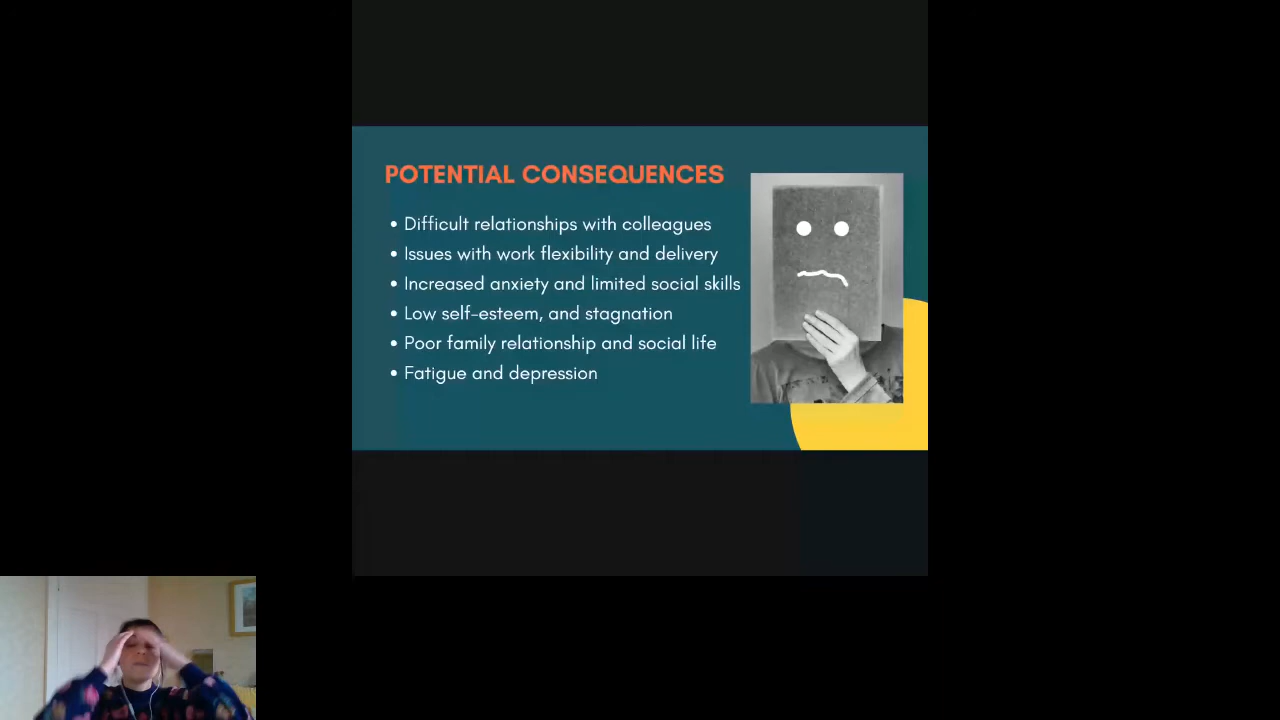 POTENTIAL CONSEQUENCES
• Difficult relationships with colleagues
• Issues with work flexibility and delivery
• Increased anxiety and limited social skills
• Low self-esteem, and stagnation
• Poor family relationship and social life
• Fatigue and depression